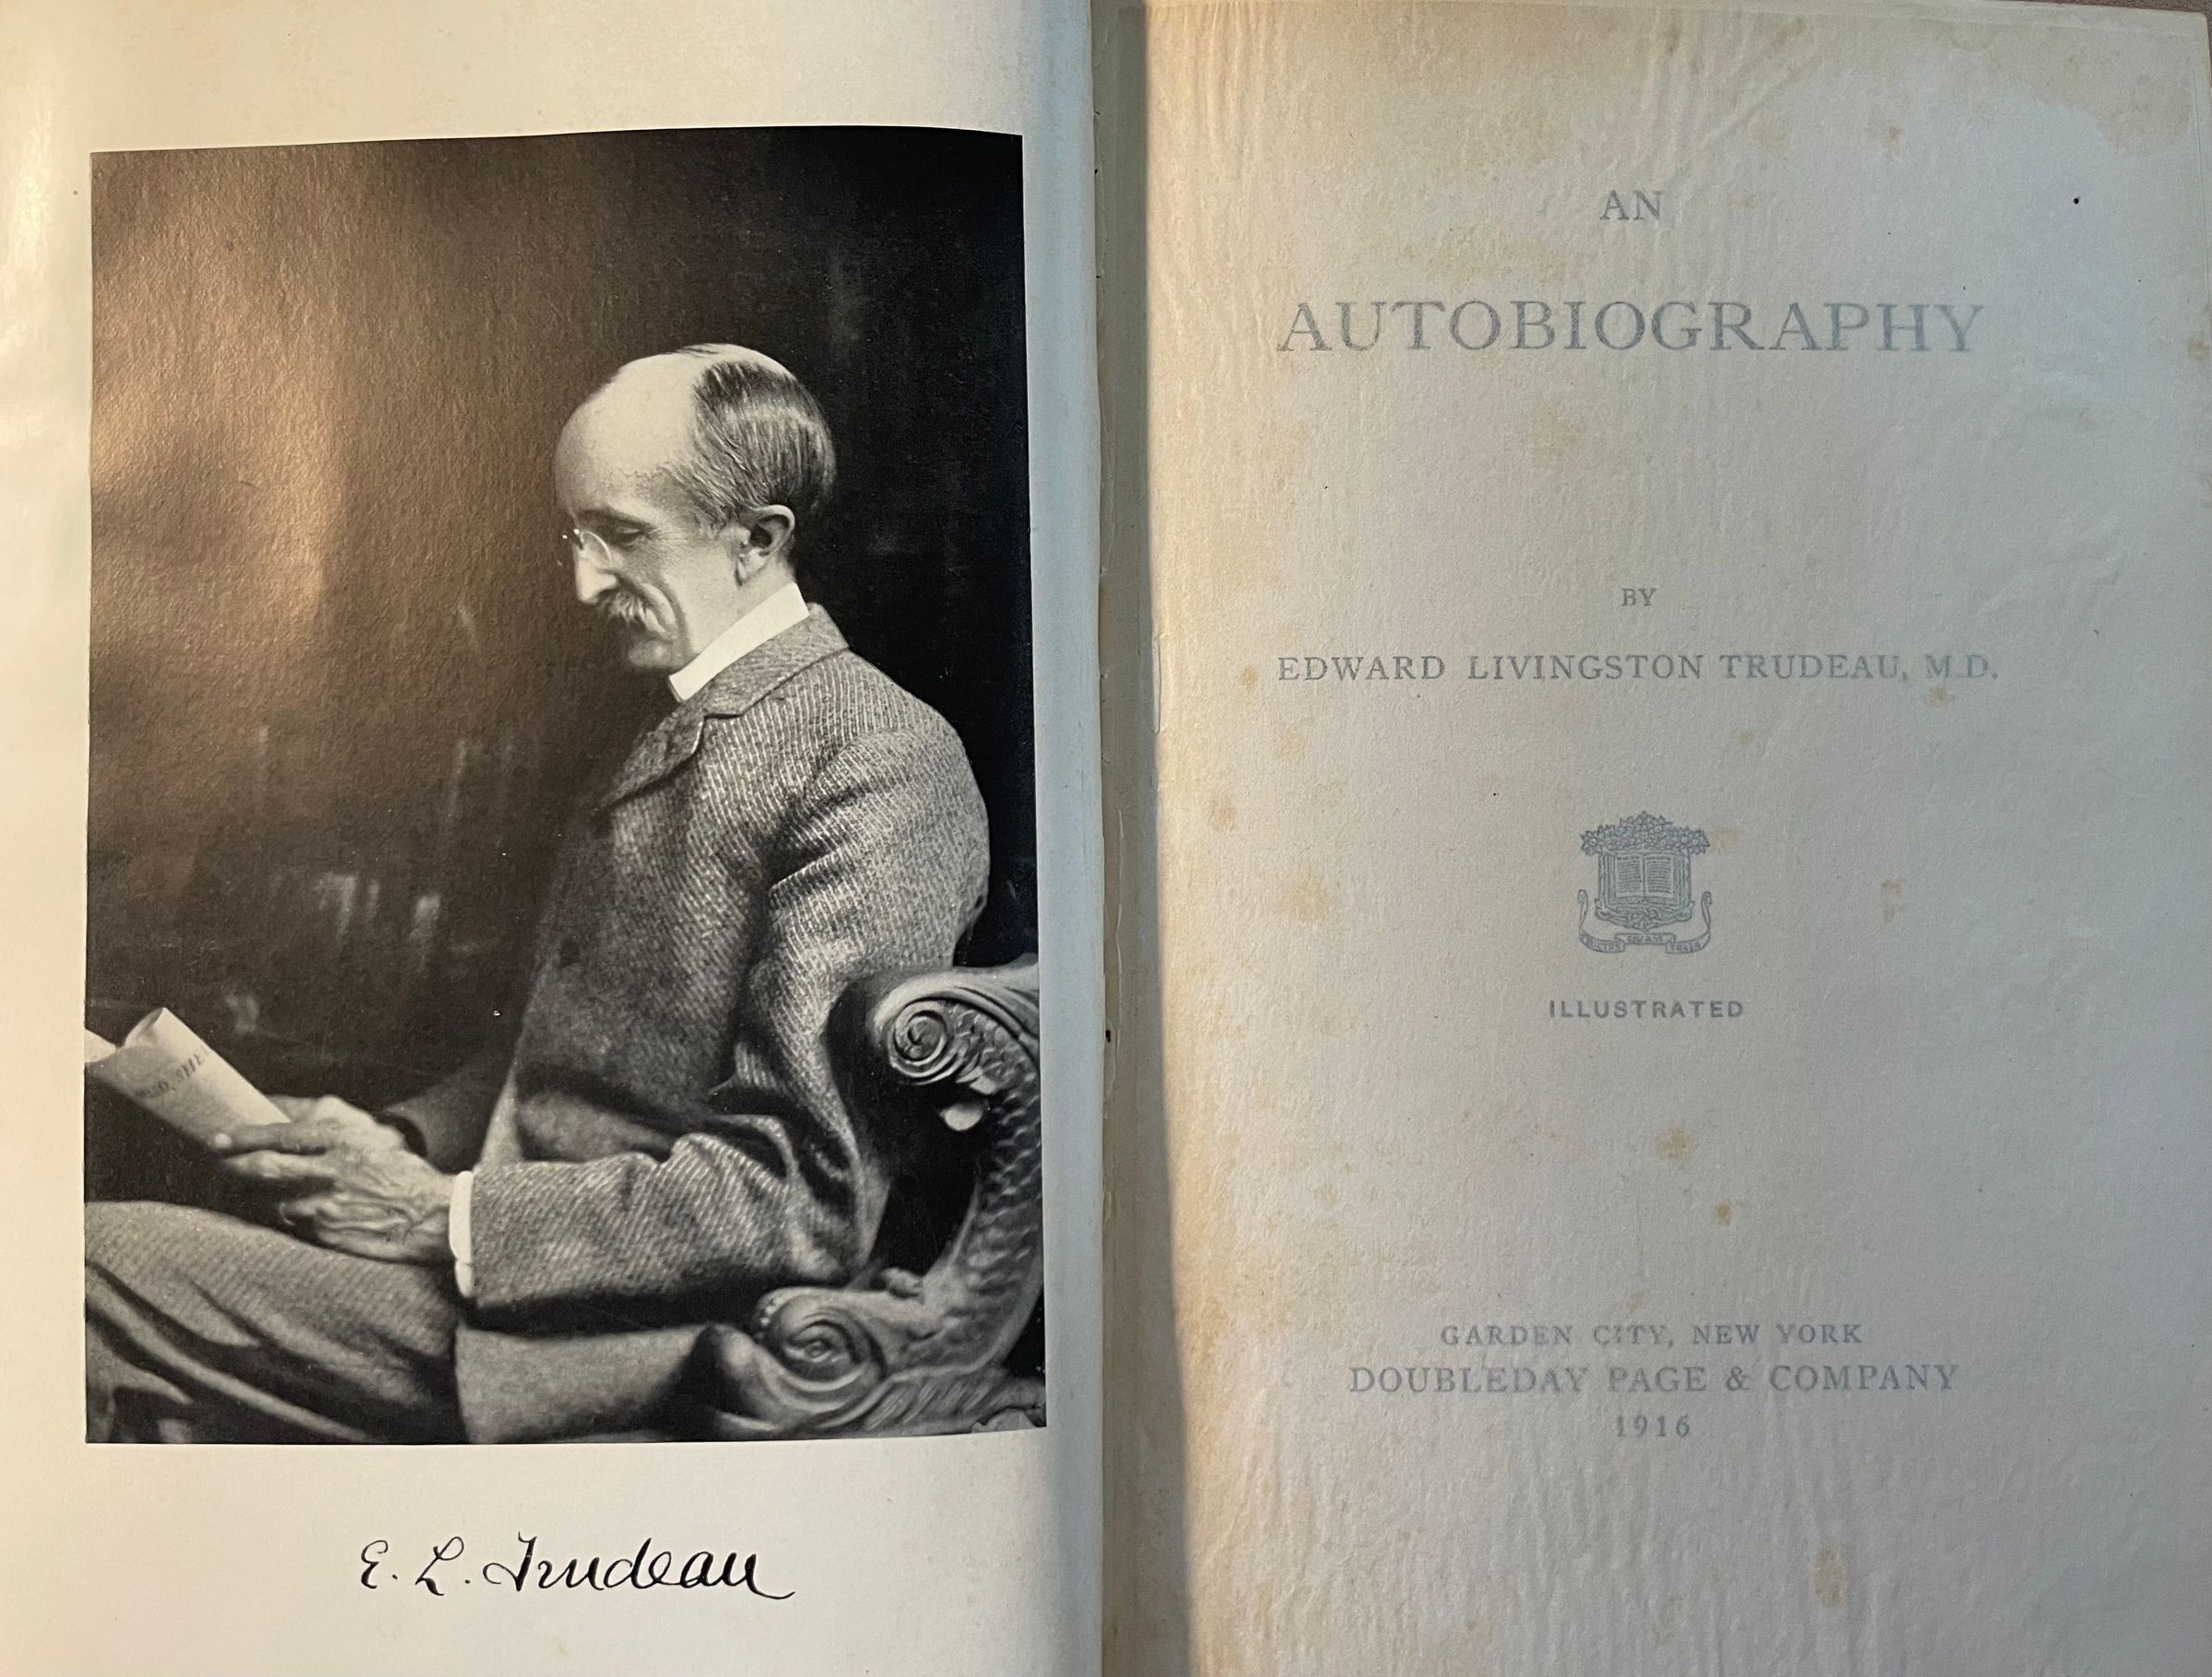 E. L. Trudeau
AN
AUTOBIOGRAPHY
BY
EDWARD LIVINGSTON TRUDEAU, M.D.
ILLUSTRATED
GARDEN CITY, NEW YORK
DOUBLEDAY PAGE & COMPANY
1916